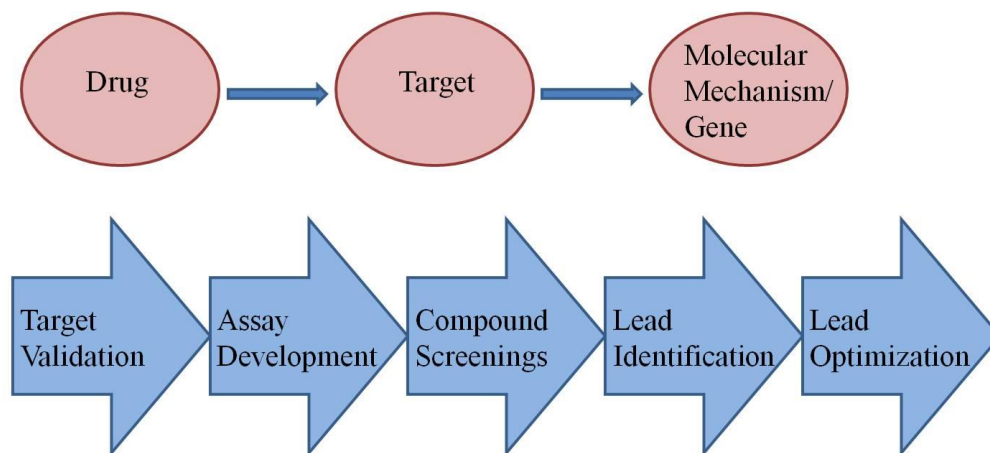 Drug
Target
Molecular
Mechanism/
Gene
Target
Validation
Assay
Development
Compound
Screenings
Lead
Identification
Lead
Optimization